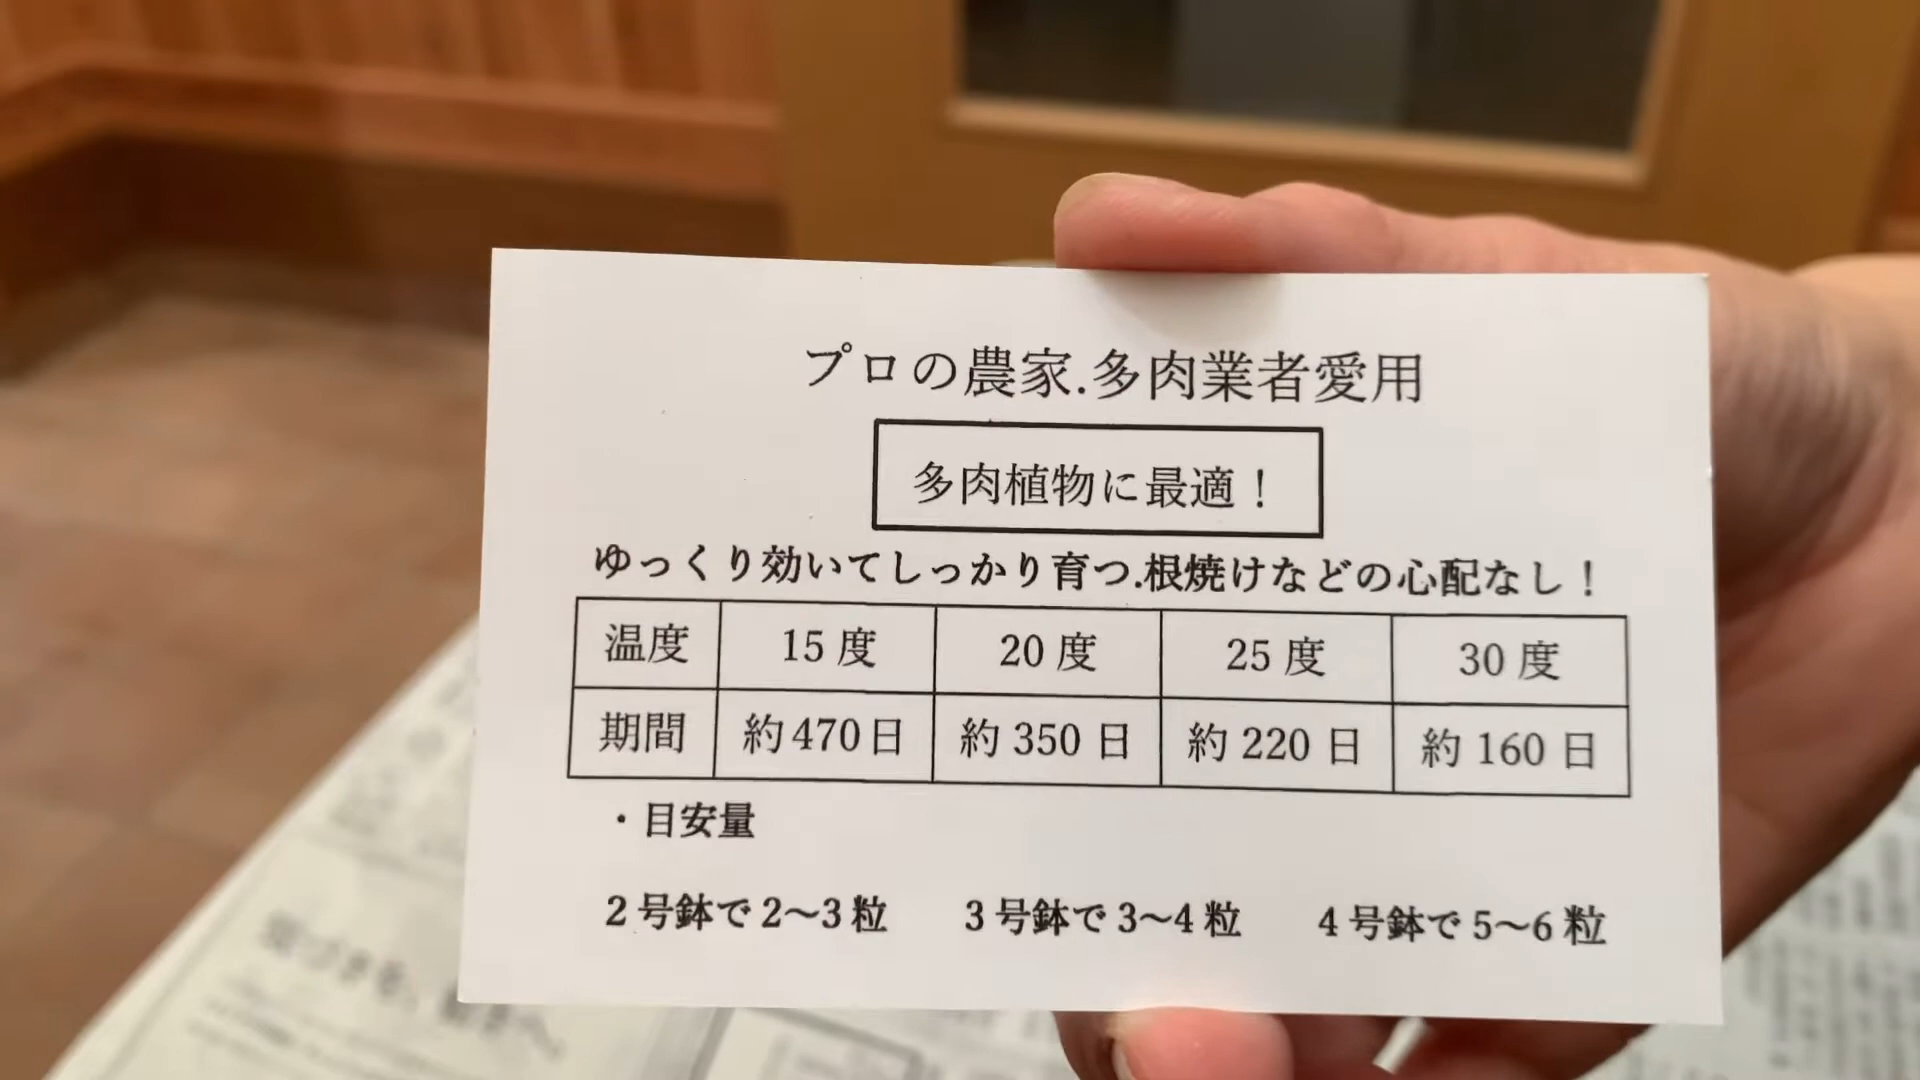 プロの農家.多肉業者愛用
多肉植物に最適！
ゆっくり効いてしっかり育つ.根焼けなどの心配なし！
温度 15度 20度 25度 30度
期間 約470日 約350日 約220日 約160日
・目安量
2号鉢で2～3粒 3号鉢で3～4粒 4号鉢で5～6粒